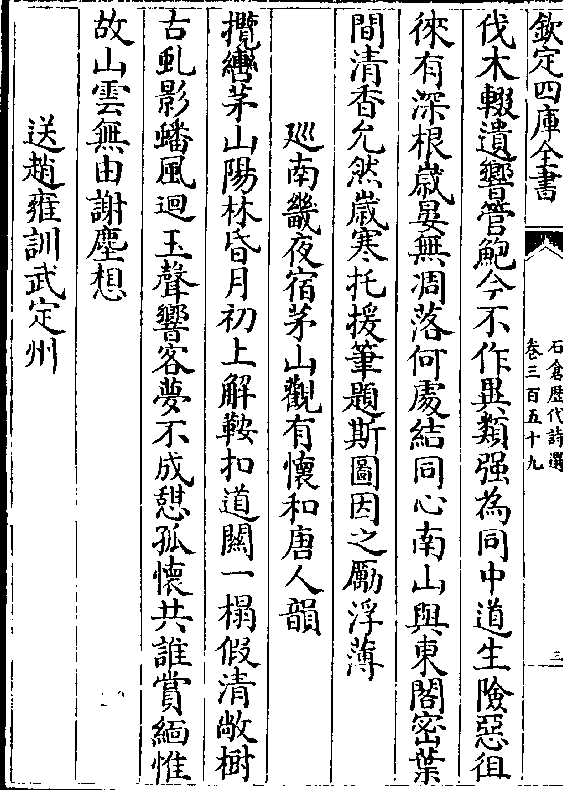 欽定四庫全書
石倉歴代詩選
卷三百五十九
三
伐木輟遺響管鮑今不作異類强為同中道生險惡徂
徠有深根歳晏無凋落何處結同心南山與東閣密葉
間清香允然歳寒托援筆題斯圖因之勵浮薄
廵南畿夜宿茅山觀有懷和唐人韻
攬轡茅山陽林昏月初上解鞍扣道闗一榻假清敞樹
古虬影蟠風迴玉聲響客夢不成憇孤懷共誰賞緬惟
故山雲無由謝塵想
送趙雍訓武定州